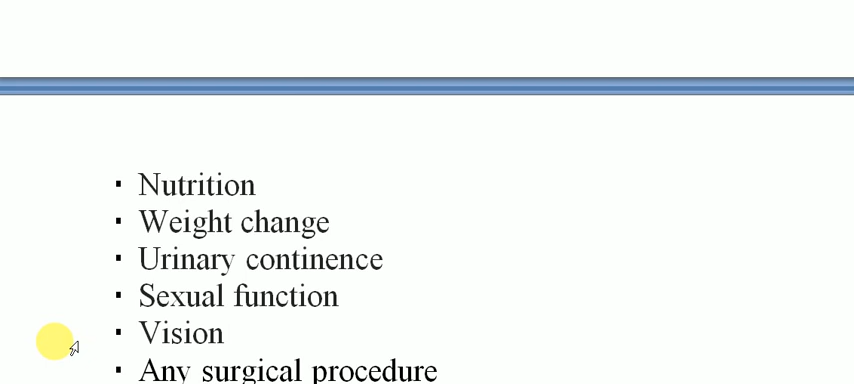 ▪ Nutrition
▪ Weight change
▪ Urinary continence
▪ Sexual function
▪ Vision
▪ Any surgical procedure